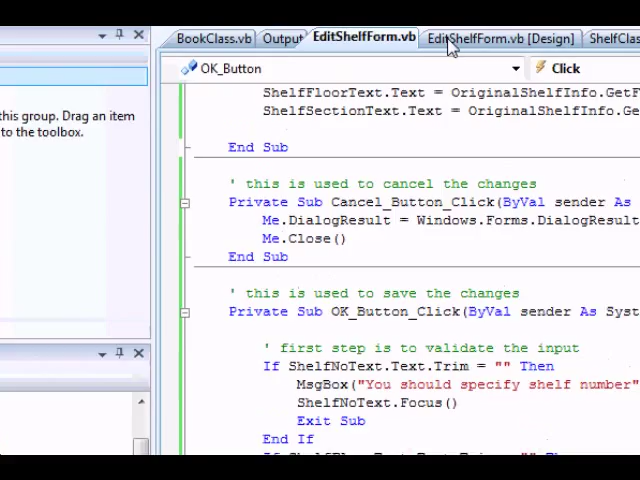 BookClass.vb Output EditShelfForm.vb EditShelfForm.vb [Design] ShelfClas
OK_Button Click
this group. Drag an item
to the toolbox.
ShelfFloorText.Text = OriginalShelfInfo.GetF
ShelfSectionText.Text = OriginalShelfInfo.Ge
End Sub
' this is used to cancel the changes
Private Sub Cancel_Button_Click(ByVal sender As
Me.DialogResult = Windows.Forms.DialogResult
Me.Close()
End Sub
' this is used to save the changes
Private Sub OK_Button_Click(ByVal sender As Syst
' first step is to validate the input
If ShelfNoText.Text.Trim = "" Then
MsgBox("You should specify shelf number"
ShelfNoText.Focus()
Exit Sub
End If